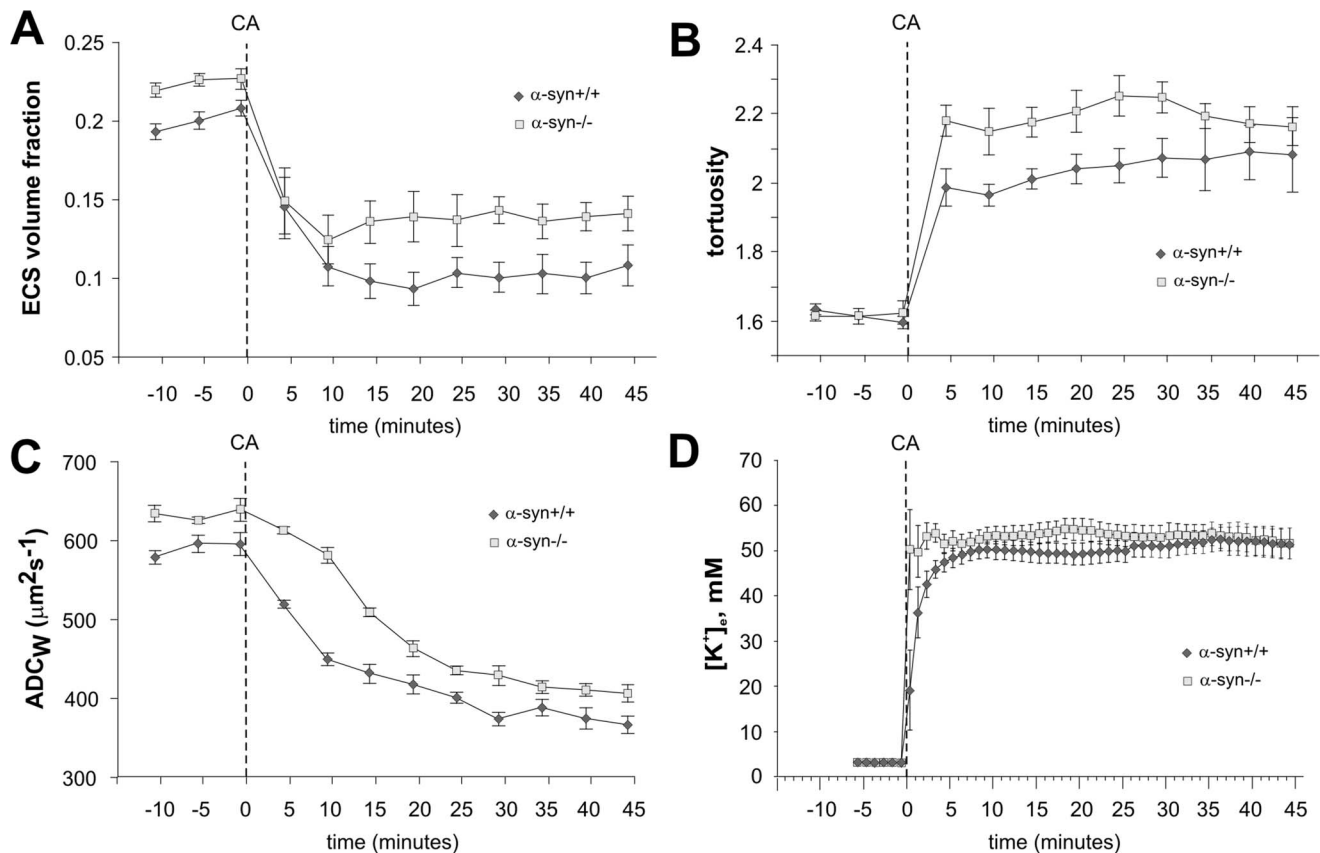 A
CA
ECS volume fraction
0.25
0.2
0.15
0.1
0.05
α-syn+/+
α-syn-/-
-10 -5 0 5 10 15 20 25 30 35 40 45
time (minutes)
B
CA
tortuosity
2.4
2.2
2
1.8
1.6
α-syn+/+
α-syn-/-
-10 -5 0 5 10 15 20 25 30 35 40 45
time (minutes)
C
CA
ADCW (μm2s-1)
700
600
500
400
300
α-syn+/+
α-syn-/-
-10 -5 0 5 10 15 20 25 30 35 40 45
time (minutes)
D
CA
[K+]e, mM
70
60
50
40
30
20
10
0
α-syn+/+
α-syn-/-
-10 -5 0 5 10 15 20 25 30 35 40 45
time (minutes)